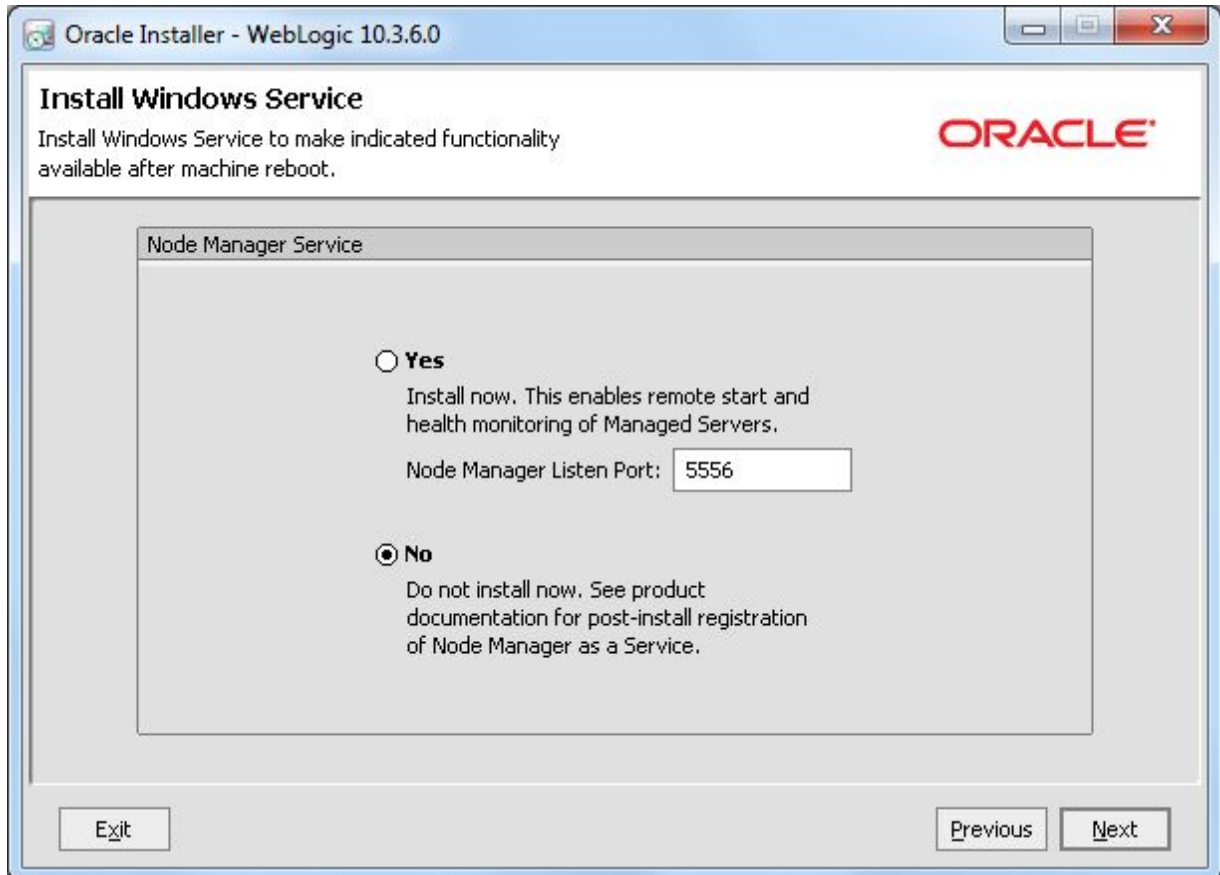 Oracle Installer - WebLogic 10.3.6.0
Install Windows Service
Install Windows Service to make indicated functionality
available after machine reboot.
ORACLE
Node Manager Service
Yes
Install now. This enables remote start and
health monitoring of Managed Servers.
Node Manager Listen Port: 5556
No
Do not install now. See product
documentation for post-install registration
of Node Manager as a Service.
Exit
Previous
Next